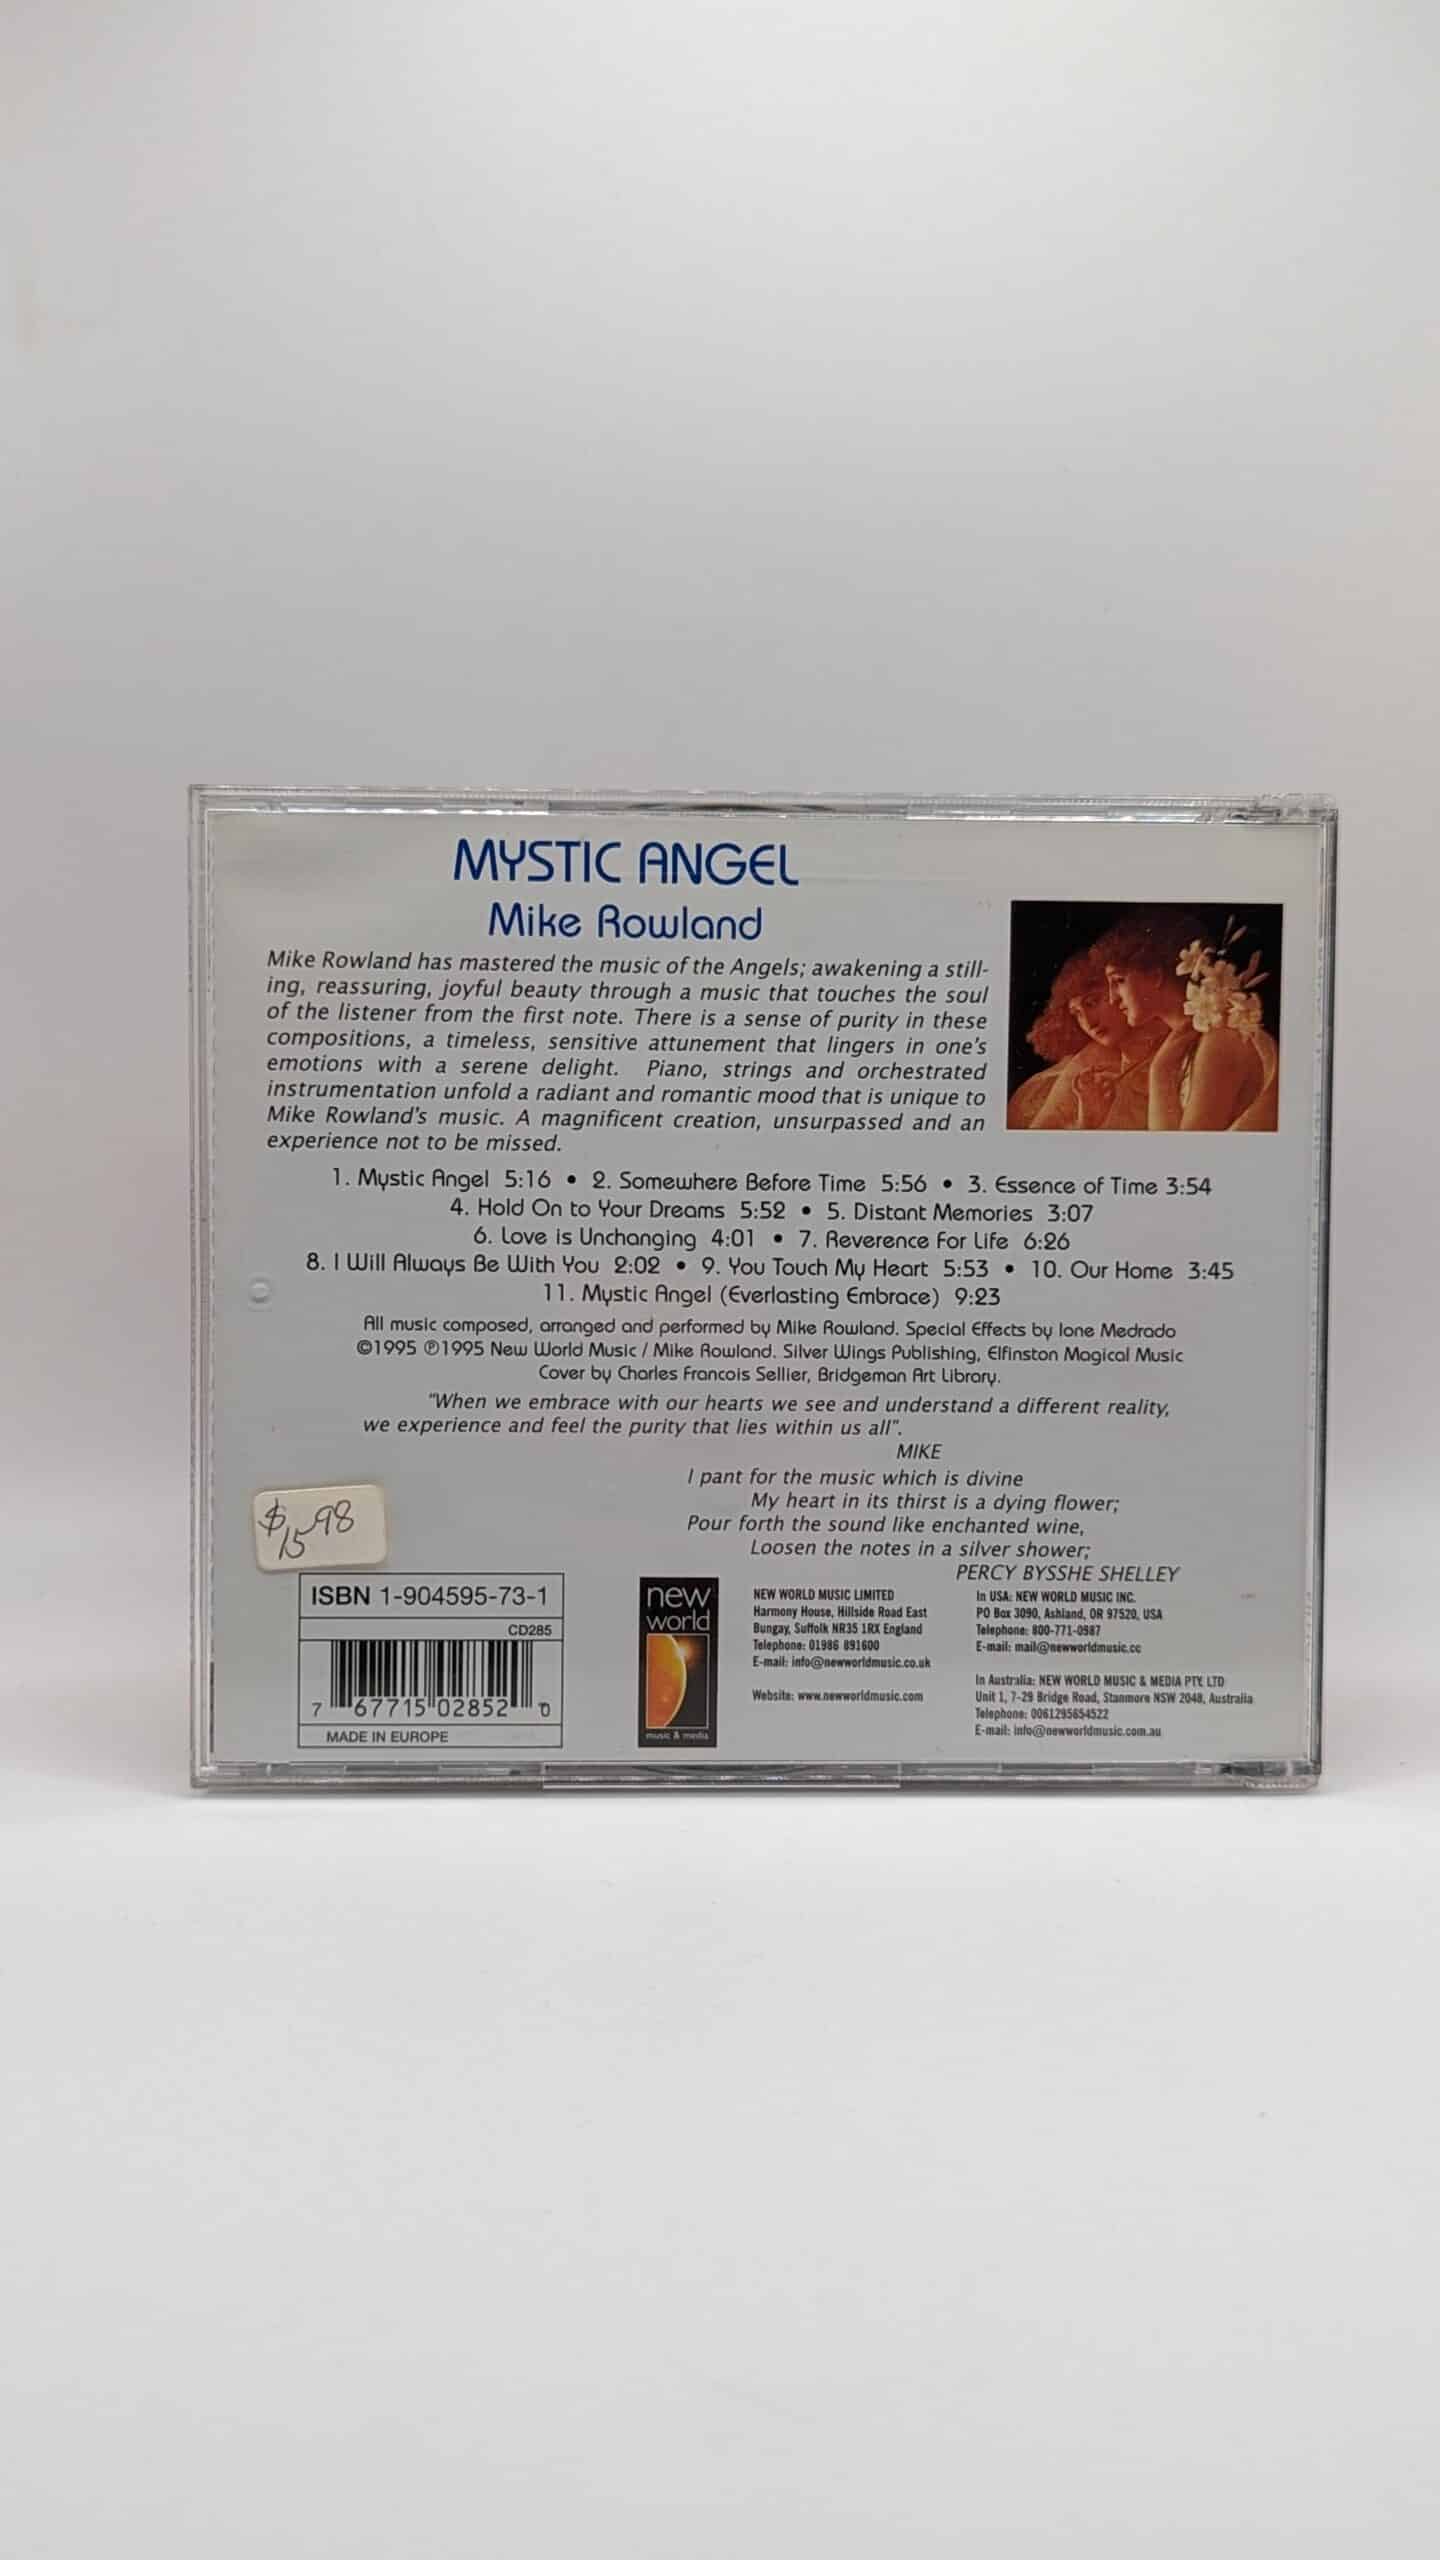 MYSTIC ANGEL
Mike Rowland
Mike Rowland has mastered the music of the Angels; awakening a still-
ing, reassuring, joyful beauty through a music that touches the soul
of the listener from the first note. There is a sense of purity in these
compositions, a timeless, sensitive attunement that lingers in one's
emotions with a serene delight. Piano, strings and orchestrated
instrumentation unfold a radiant and romantic mood that is unique to
Mike Rowland's music. A magnificent creation, unsurpassed and an
experience not to be missed.
1. Mystic Angel 5:16 • 2. Somewhere Before Time 5:56 • 3. Essence of Time 3:54
4. Hold On to Your Dreams 5:52 • 5. Distant Memories 3:07
6. Love is Unchanging 4:01 • 7. Reverence For Life 6:26
8. I Will Always Be With You 2:02 • 9. You Touch My Heart 5:53 • 10. Our Home 3:45
11. Mystic Angel (Everlasting Embrace) 9:23
All music composed, arranged and performed by Mike Rowland. Special Effects by Ione Medrado
©1995 ℗1995 New World Music / Mike Rowland. Silver Wings Publishing, Elfinston Magical Music
Cover by Charles Francois Sellier, Bridgeman Art Library.
"When we embrace with our hearts we see and understand a different reality,
we experience and feel the purity that lies within us all".
MIKE
I pant for the music which is divine
My heart in its thirst is a dying flower;
Pour forth the sound like enchanted wine,
Loosen the notes in a silver shower;
PERCY BYSSHE SHELLEY
$15.98
ISBN 1-904595-73-1
CD285
7 67715 02852 0
MADE IN EUROPE
new
world
music & media
NEW WORLD MUSIC LIMITED
Harmony House, Hillside Road East
Bungay, Suffolk NR35 1RX England
Telephone: 01986 891600
E-mail: info@newworldmusic.co.uk
Website: www.newworldmusic.com
In USA: NEW WORLD MUSIC INC.
PO Box 3090, Ashland, OR 97520, USA
Telephone: 800-771-0987
E-mail: mail@newworldmusic.cc
In Australia: NEW WORLD MUSIC & MEDIA PTY. LTD
Unit 1, 7-29 Bridge Road, Stanmore NSW 2048, Australia
Telephone: 0061295654522
E-mail: info@newworldmusic.com.au